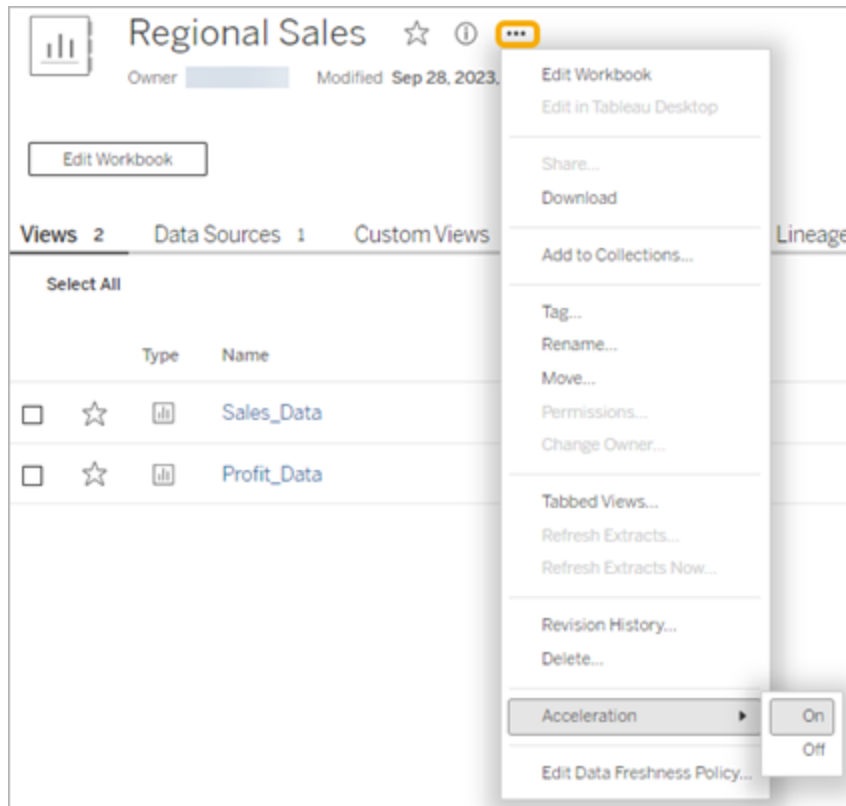 Regional Sales
Owner Modified Sep 28, 2023,
Edit Workbook
Views 2 Data Sources 1 Custom Views Lineage
Select All
Type Name
Sales_Data
Profit_Data
Edit Workbook
Edit in Tableau Desktop
Share...
Download
Add to Collections...
Tag...
Rename...
Move...
Permissions...
Change Owner...
Tabbed Views...
Refresh Extracts...
Refresh Extracts Now...
Revision History...
Delete...
Acceleration
On
Off
Edit Data Freshness Policy...